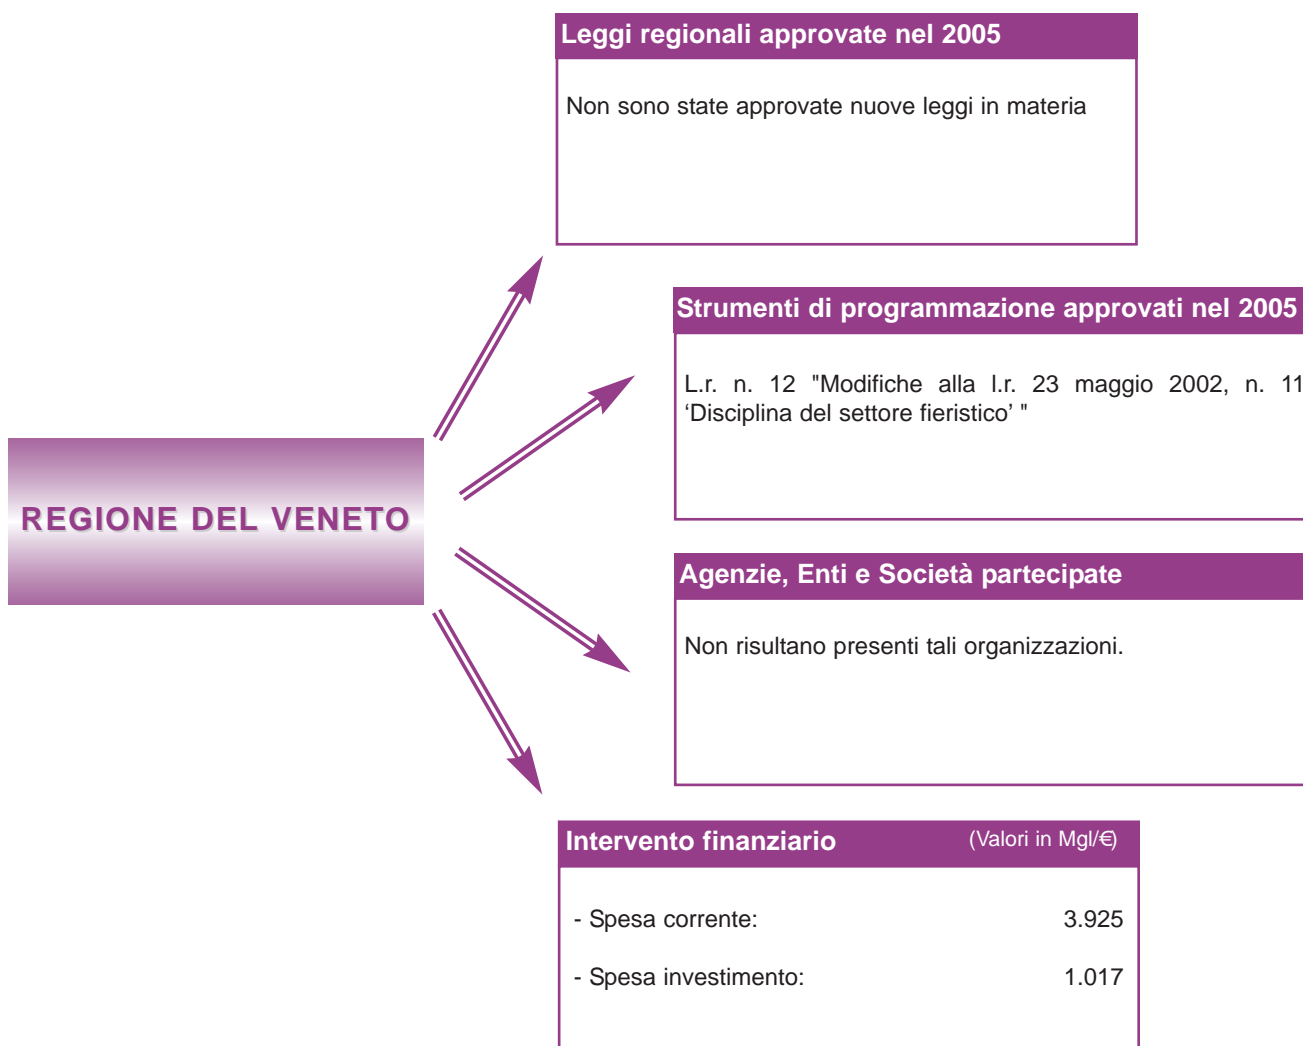 Leggi regionali approvate nel 2005
Non sono state approvate nuove leggi in materia
Strumenti di programmazione approvati nel 2005
L.r. n. 12 "Modifiche alla l.r. 23 maggio 2002, n. 11
‘Disciplina del settore fieristico’ "
REGIONE DEL VENETO
Agenzie, Enti e Società partecipate
Non risultano presenti tali organizzazioni.
Intervento finanziario (Valori in Mgl/€)
- Spesa corrente: 3.925
- Spesa investimento: 1.017